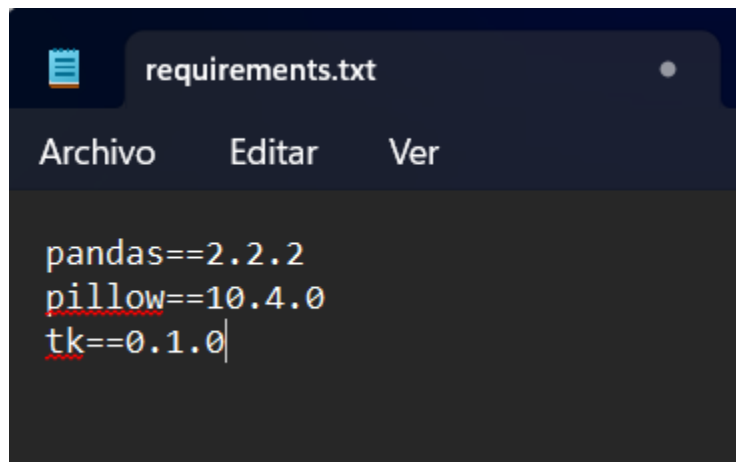 requirements.txt
Archivo Editar Ver
pandas==2.2.2
pillow==10.4.0
tk==0.1.0